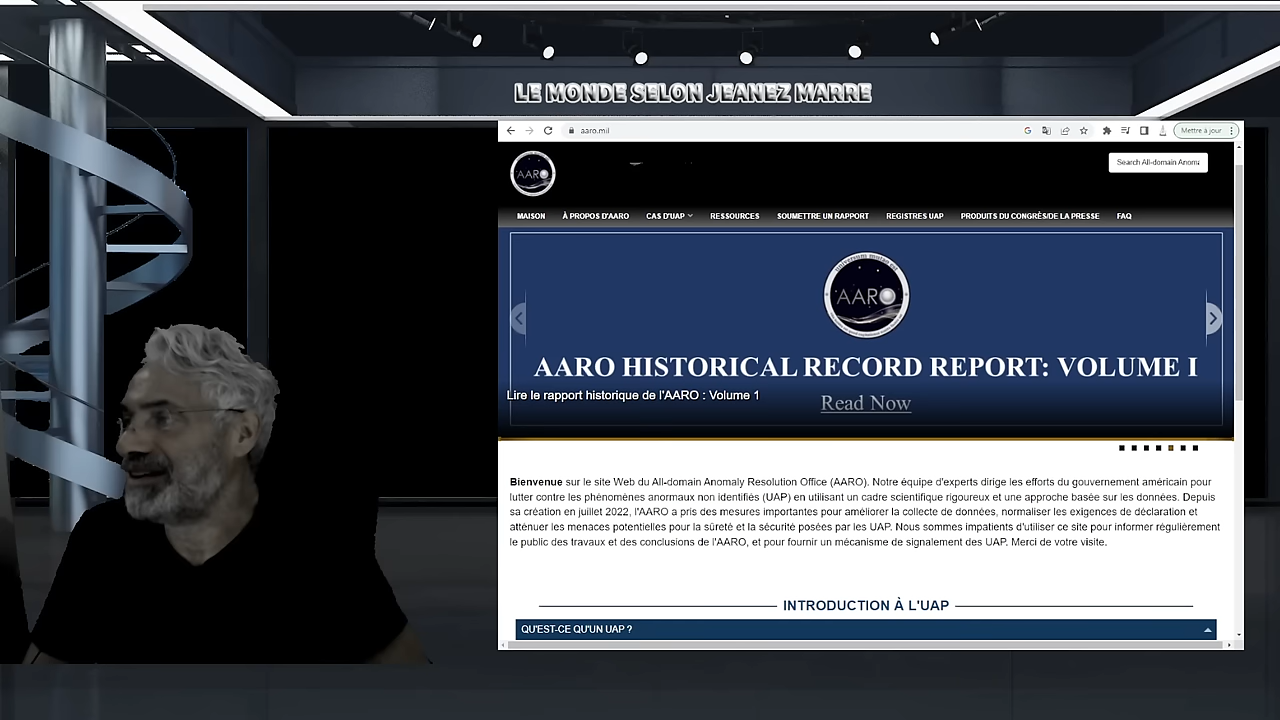 LE MONDE SELON JEANEZ MARRE
aaro.mil
Mettre à jour
AARO
Search All-domain Anoma
MAISON À PROPOS D'AARO CAS D'UAP RESSOURCES SOUMETTRE UN RAPPORT REGISTRES UAP PRODUITS DU CONGRÈS/DE LA PRESSE FAQ
AARO
AARO HISTORICAL RECORD REPORT: VOLUME I
Lire le rapport historique de l'AARO : Volume 1
Read Now
Bienvenue sur le site Web du All-domain Anomaly Resolution Office (AARO). Notre équipe d'experts dirige les efforts du gouvernement américain pour
lutter contre les phénomènes anormaux non identifiés (UAP) en utilisant un cadre scientifique rigoureux et une approche basée sur les données. Depuis
sa création en juillet 2022, l'AARO a pris des mesures importantes pour améliorer la collecte de données, normaliser les exigences de déclaration et
atténuer les menaces potentielles pour la sûreté et la sécurité posées par les UAP. Nous sommes impatients d'utiliser ce site pour informer régulièrement
le public des travaux et des conclusions de l'AARO, et pour fournir un mécanisme de signalement des UAP. Merci de votre visite.
INTRODUCTION À L'UAP
QU'EST-CE QU'UN UAP ?